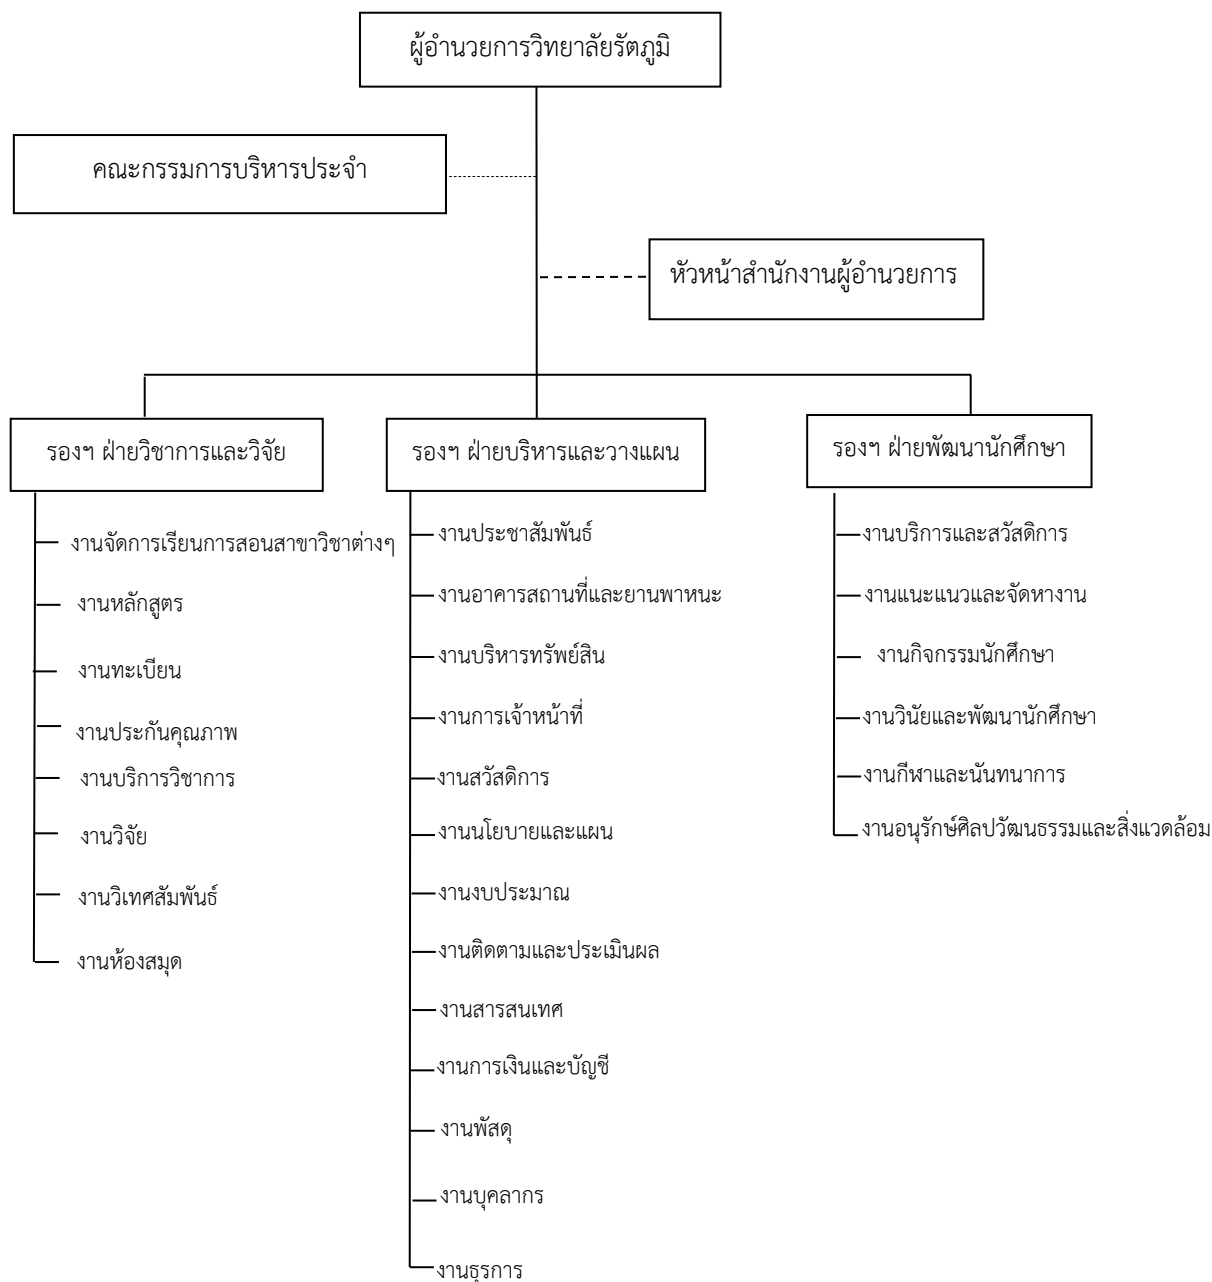 ผู้อำนวยการวิทยาลัยรัตภูมิ
คณะกรรมการบริหารประจำ
หัวหน้าสำนักงานผู้อำนวยการ
รองฯ ฝ่ายวิชาการและวิจัย
งานจัดการเรียนการสอนสาขาวิชาต่างๆ
งานหลักสูตร
งานทะเบียน
งานประกันคุณภาพ
งานบริการวิชาการ
งานวิจัย
งานวิเทศสัมพันธ์
งานห้องสมุด
รองฯ ฝ่ายบริหารและวางแผน
งานประชาสัมพันธ์
งานอาคารสถานที่และยานพาหนะ
งานบริหารทรัพย์สิน
งานการเจ้าหน้าที่
งานสวัสดิการ
งานนโยบายและแผน
งานงบประมาณ
งานติดตามและประเมินผล
งานสารสนเทศ
งานการเงินและบัญชี
งานพัสดุ
งานบุคลากร
งานธุรการ
รองฯ ฝ่ายพัฒนานักศึกษา
งานบริการและสวัสดิการ
งานแนะแนวและจัดหางาน
งานกิจกรรมนักศึกษา
งานวินัยและพัฒนานักศึกษา
งานกีฬาและนันทนาการ
งานอนุรักษ์ศิลปวัฒนธรรมและสิ่งแวดล้อม